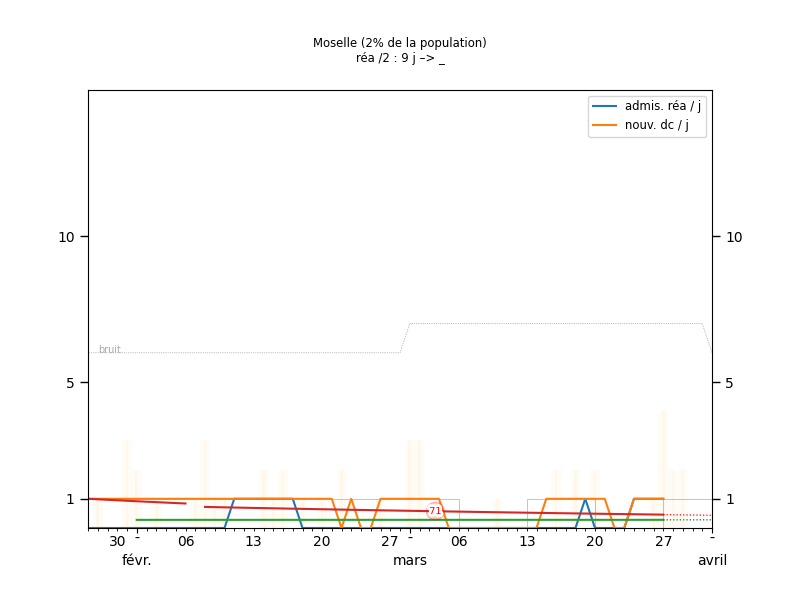 Moselle (2% de la population)
réa /2 : 9 j –> _
admis. réa / j
nouv. dc / j
10 10
bruit
5 5
1 1
71
30 06 13 20 27 06 13 20 27
févr. mars avril